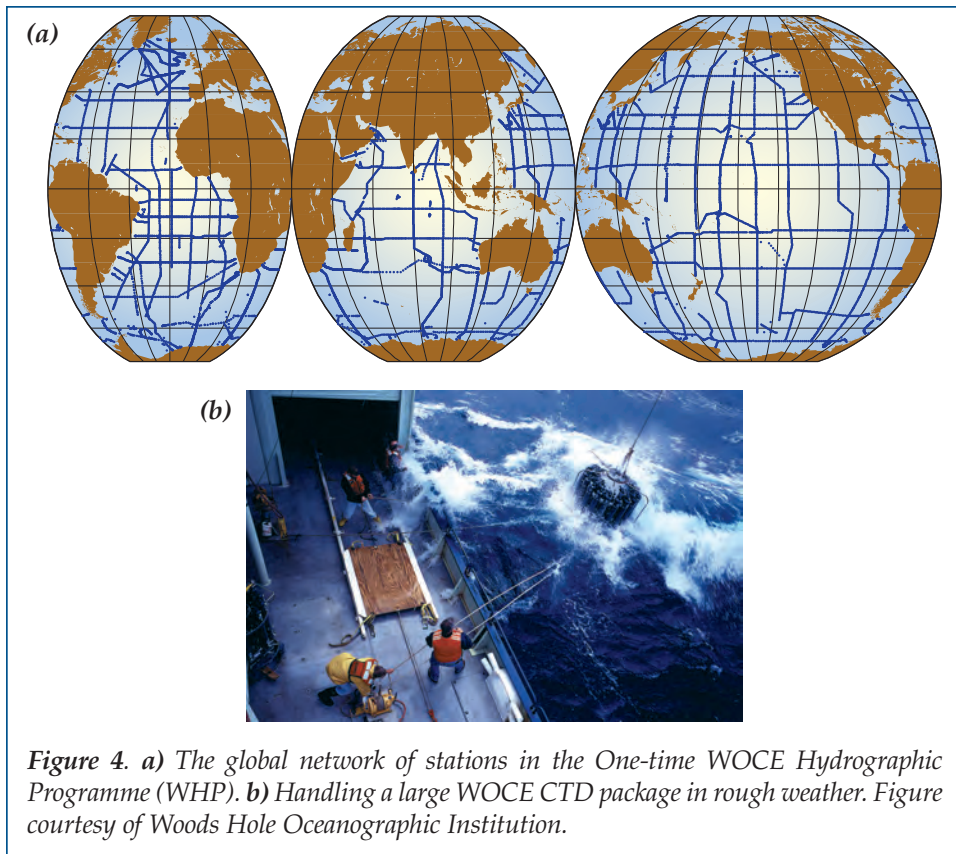 (a)
(b)
Figure 4. a) The global network of stations in the One-time WOCE Hydrographic
Programme (WHP). b) Handling a large WOCE CTD package in rough weather. Figure
courtesy of Woods Hole Oceanographic Institution.